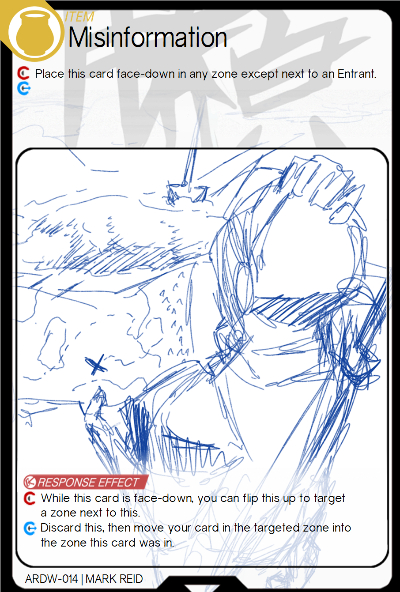 ITEM
Misinformation
C Place this card face-down in any zone except next to an Entrant.
RESPONSE EFFECT
C While this card is face-down, you can flip this up to target
a zone next to this.
Discard this, then move your card in the targeted zone into
the zone this card was in.
ARDW-014 | MARK REID